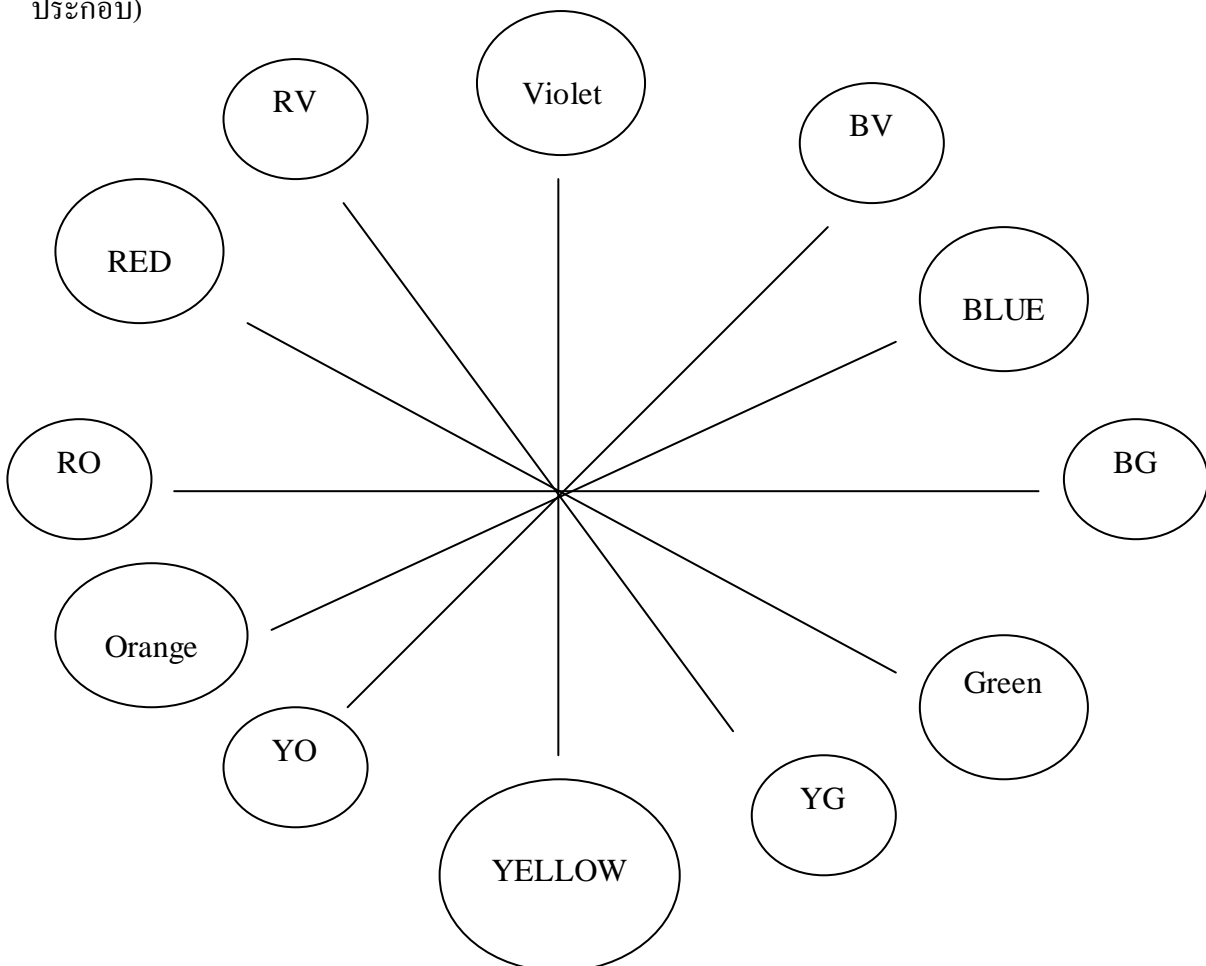 ประกอบ)
Violet
RV
BV
RED
BLUE
RO
BG
Orange
Green
YO
YG
YELLOW